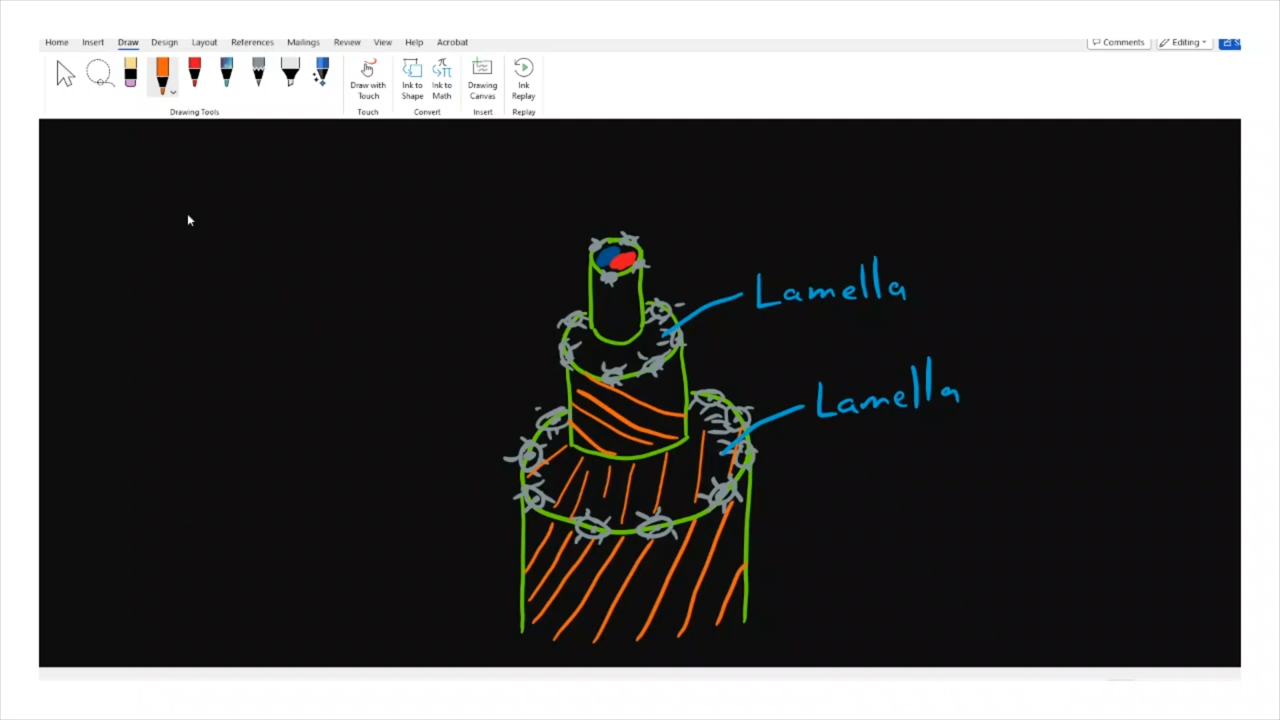 Home Insert Draw Design Layout References Mailings Review View Help Acrobat Comments Editing
Draw with Touch
Ink to Shape
Ink to Math
Drawing Canvas
Ink Replay
Drawing Tools Touch Convert Insert Replay
Lamella
Lamella